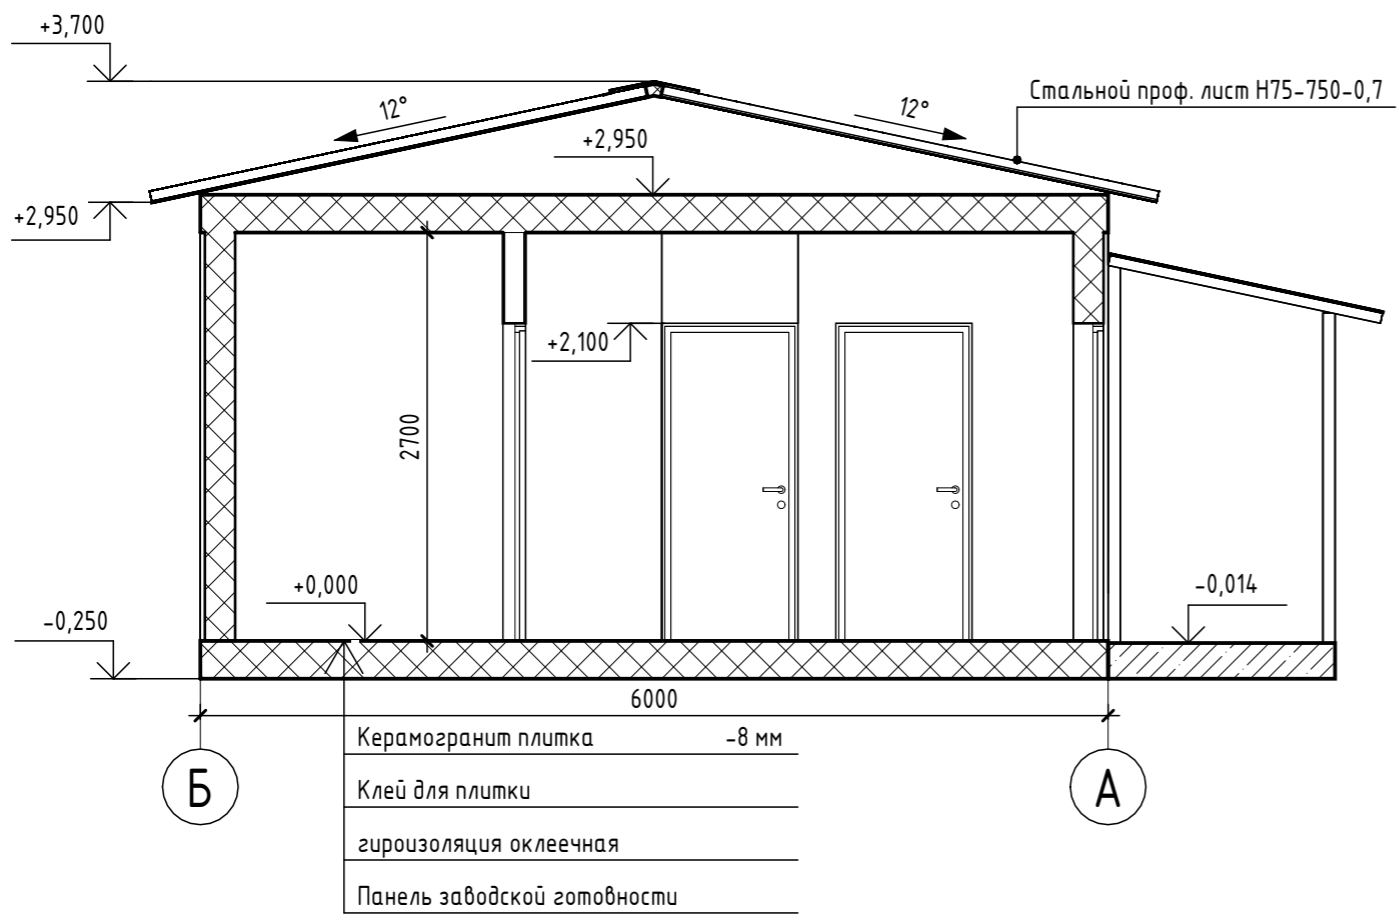 +3,700
Стальной проф. лист Н75-750-0,7
12°
12°
+2,950
+2,950
+2,100
2700
+0,000
-0,014
-0,250
6000
Керамогранит плитка -8 мм
Б
А
Клей для плитки
гироизоляция оклеечная
Панель заводской готовности